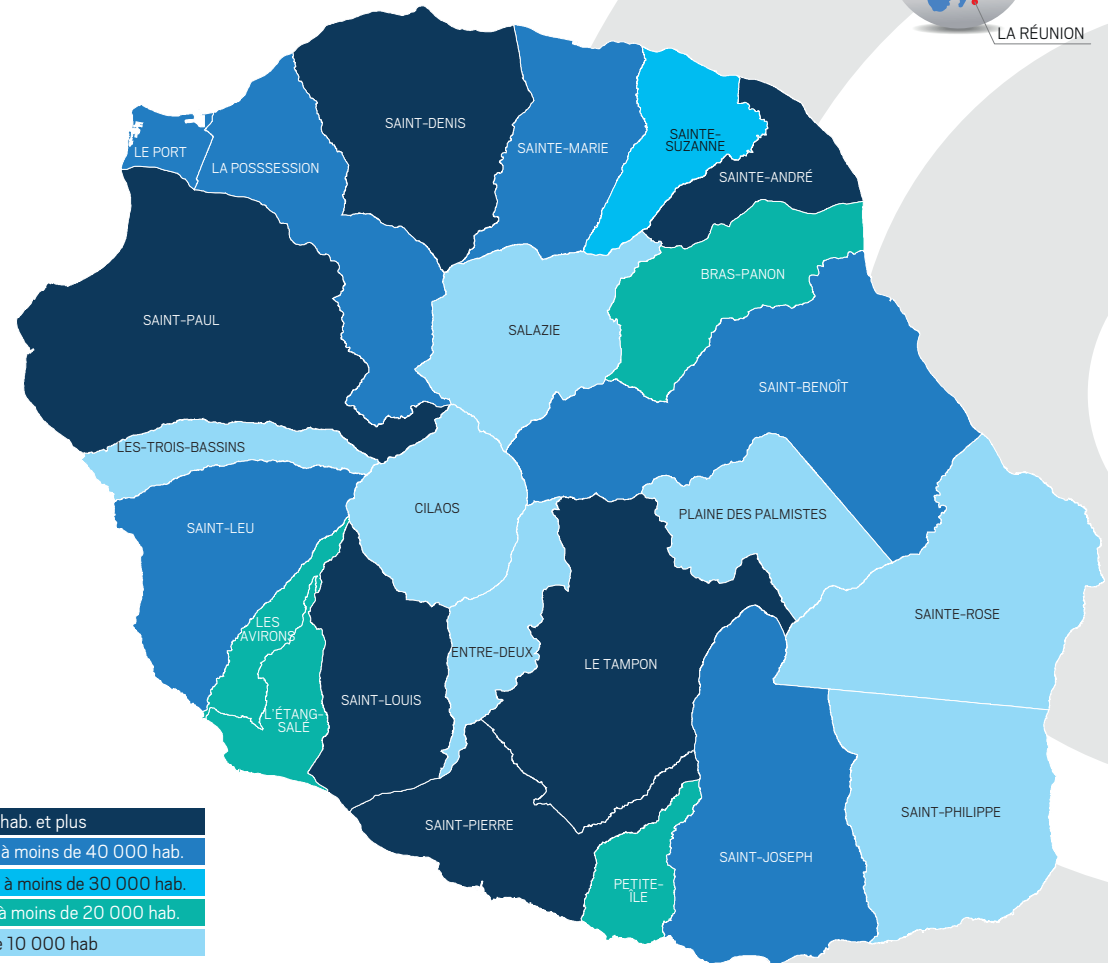 LA RÉUNION
SAINT-DENIS
SAINTE-MARIE
SAINTE-
SUZANNE
LE PORT
LA POSSSESSION
SAINTE-ANDRÉ
BRAS-PANON
SAINT-PAUL
SALAZIE
SAINT-BENOÎT
LES-TROIS-BASSINS
CILAOS
PLAINE DES PALMISTES
SAINT-LEU
SAINTE-ROSE
LES
AVIRONS
ENTRE-DEUX
LE TAMPON
SAINT-LOUIS
L'ÉTANG-
SALÉ
SAINT-PIERRE
SAINT-PHILIPPE
SAINT-JOSEPH
PETITE-
ÎLE
hab. et plus
à moins de 40 000 hab.
à moins de 30 000 hab.
à moins de 20 000 hab.
10 000 hab